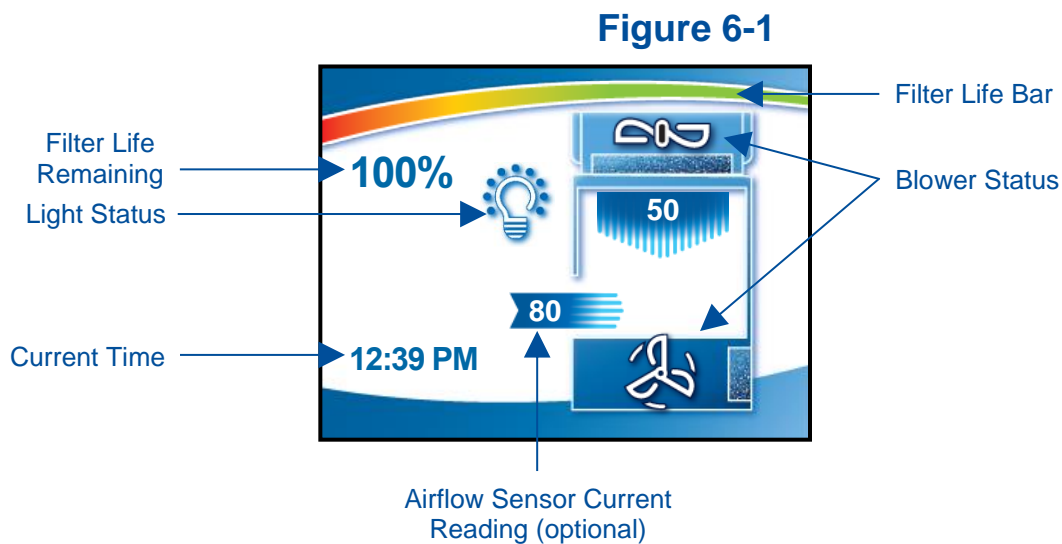 Figure 6-1
Filter Life Bar
Filter Life
Remaining
100%
Blower Status
Light Status
50
80
Current Time
12:39 PM
Airflow Sensor Current
Reading (optional)